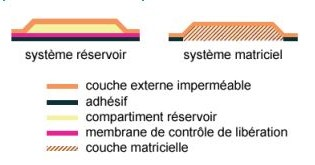 système réservoir système matriciel
couche externe imperméable
adhésif
compartiment réservoir
membrane de contrôle de libération
couche matricielle